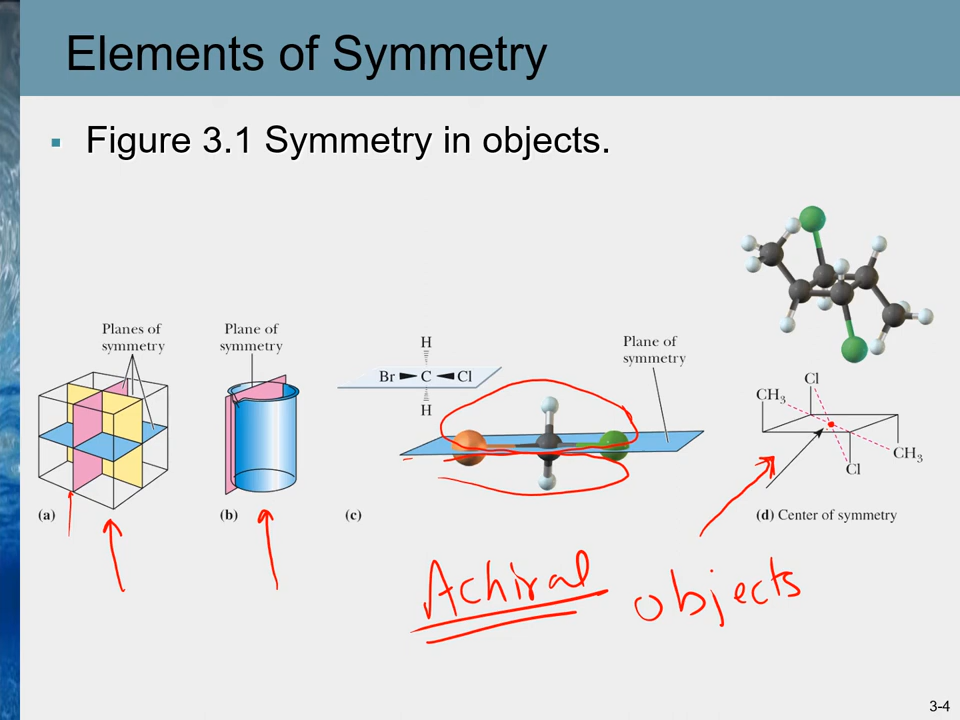 Elements of Symmetry
▪ Figure 3.1 Symmetry in objects.
Planes of
symmetry
(a)
Plane of
symmetry
(b)
H
Br C Cl
H
Plane of
symmetry
(c)
Cl
CH₃
CH₃
Cl
(d) Center of symmetry
Achiral objects
3-4